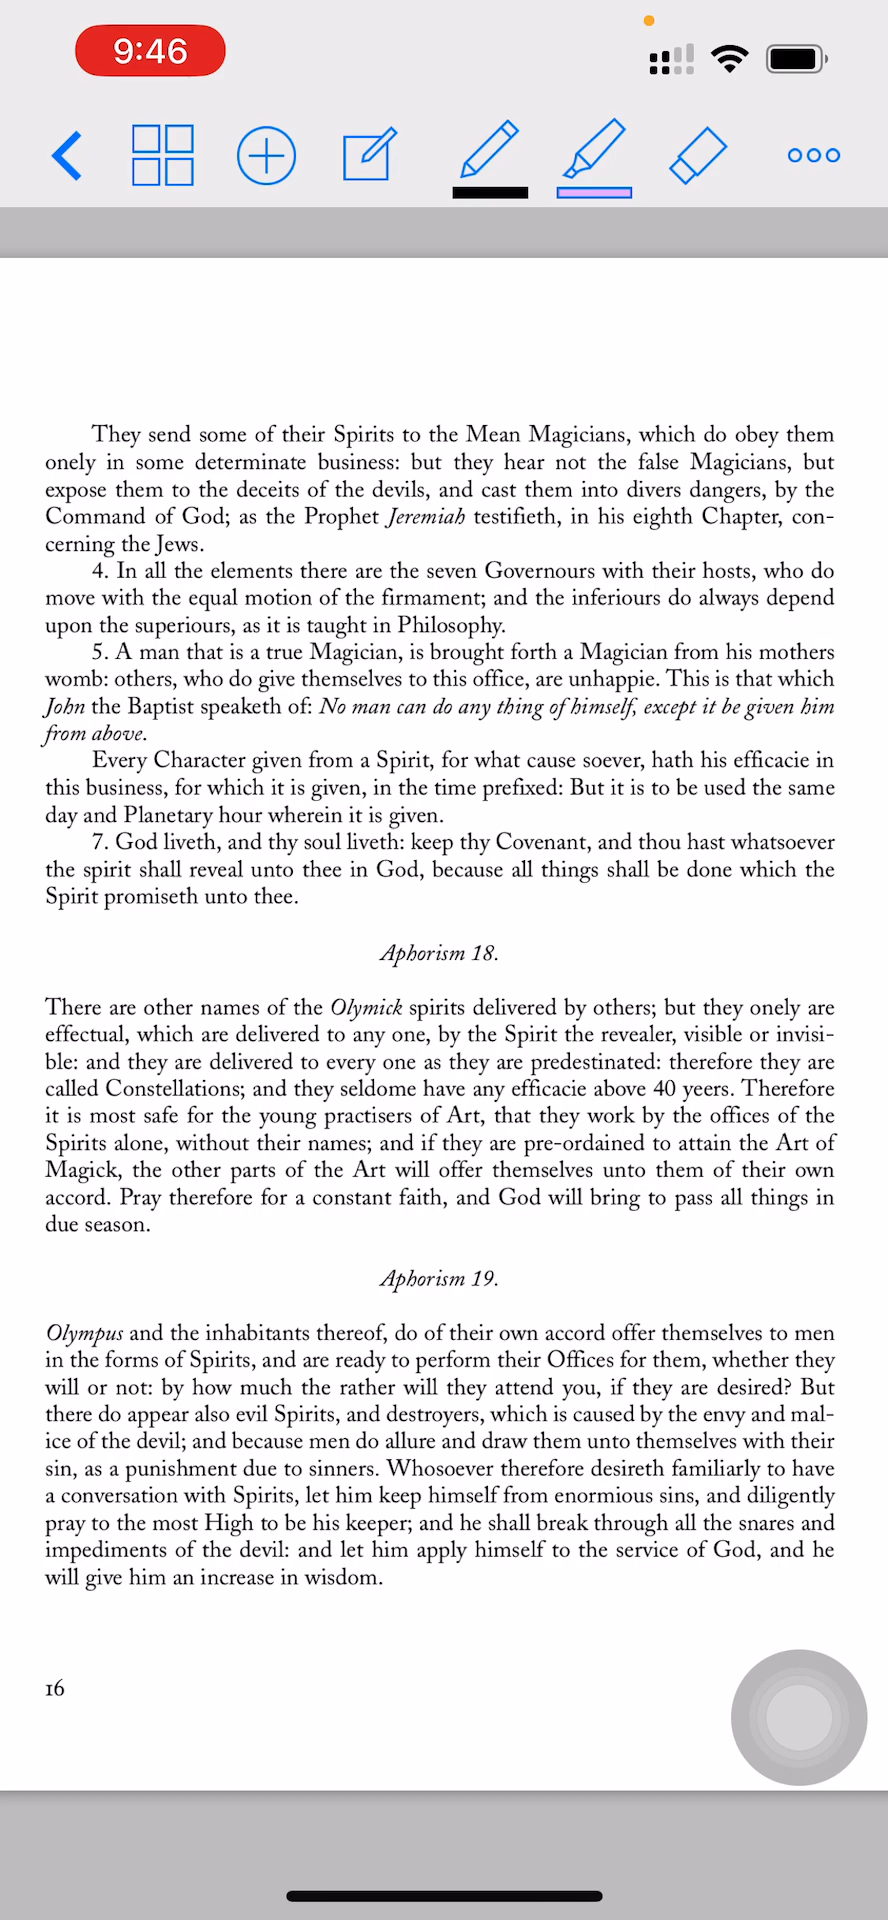 9:46
They send some of their Spirits to the Mean Magicians, which do obey them
onely in some determinate business: but they hear not the false Magicians, but
expose them to the deceits of the devils, and cast them into divers dangers, by the
Command of God; as the Prophet Jeremiah testifieth, in his eighth Chapter, con-
cerning the Jews.
4. In all the elements there are the seven Governours with their hosts, who do
move with the equal motion of the firmament; and the inferiours do always depend
upon the superiours, as it is taught in Philosophy.
5. A man that is a true Magician, is brought forth a Magician from his mothers
womb: others, who do give themselves to this office, are unhappie. This is that which
John the Baptist speaketh of: No man can do any thing of himself, except it be given him
from above.
Every Character given from a Spirit, for what cause soever, hath his efficacie in
this business, for which it is given, in the time prefixed: But it is to be used the same
day and Planetary hour wherein it is given.
7. God liveth, and thy soul liveth: keep thy Covenant, and thou hast whatsoever
the spirit shall reveal unto thee in God, because all things shall be done which the
Spirit promiseth unto thee.
Aphorism 18.
There are other names of the Olymick spirits delivered by others; but they onely are
effectual, which are delivered to any one, by the Spirit the revealer, visible or invisi-
ble: and they are delivered to every one as they are predestinated: therefore they are
called Constellations; and they seldome have any efficacie above 40 yeers. Therefore
it is most safe for the young practisers of Art, that they work by the offices of the
Spirits alone, without their names; and if they are pre-ordained to attain the Art of
Magick, the other parts of the Art will offer themselves unto them of their own
accord. Pray therefore for a constant faith, and God will bring to pass all things in
due season.
Aphorism 19.
Olympus and the inhabitants thereof, do of their own accord offer themselves to men
in the forms of Spirits, and are ready to perform their Offices for them, whether they
will or not: by how much the rather will they attend you, if they are desired? But
there do appear also evil Spirits, and destroyers, which is caused by the envy and mal-
ice of the devil; and because men do allure and draw them unto themselves with their
sin, as a punishment due to sinners. Whosoever therefore desireth familiarly to have
a conversation with Spirits, let him keep himself from enormious sins, and diligently
pray to the most High to be his keeper; and he shall break through all the snares and
impediments of the devil: and let him apply himself to the service of God, and he
will give him an increase in wisdom.
16